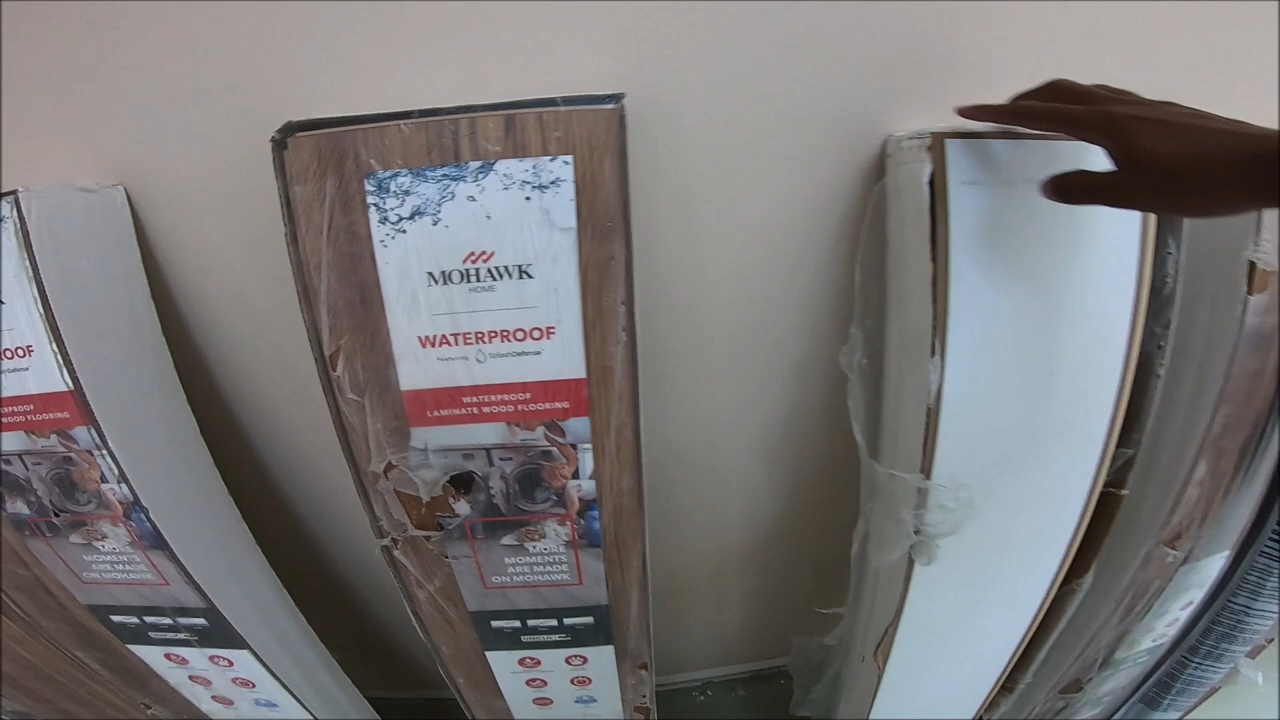 MOHAWK
HOME
WATERPROOF
Featuring SplashDefense
WATERPROOF
LAMINATE WOOD FLOORING
MORE
MOMENTS
ARE MADE
ON MOHAWK
UNICLIC
ROOF
WOOD FLOORING
MORE
MOMENTS
ARE MADE
ON MOHAWK